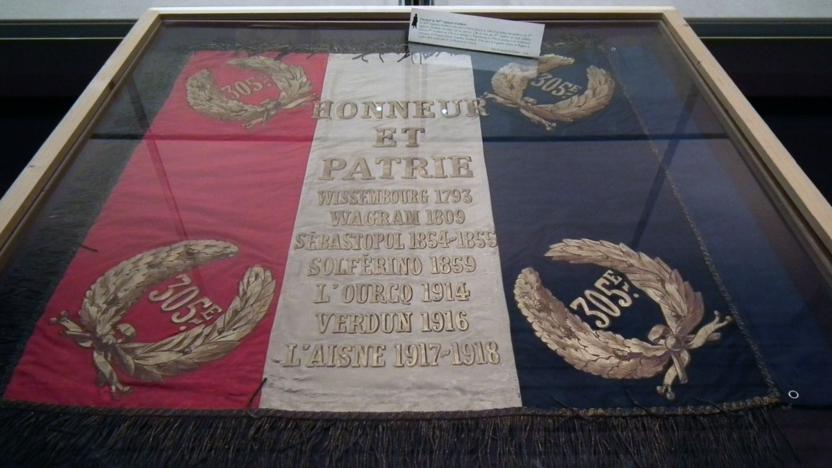 305E
305E
HONNEUR
ET
PATRIE
WISSEMBOURG 1793
WAGRAM 1809
SÉBASTOPOL 1854-1855
SOLFÉRINO 1859
L'OURCQ 1914
VERDUN 1916
L'AISNE 1917-1918
305E
305E